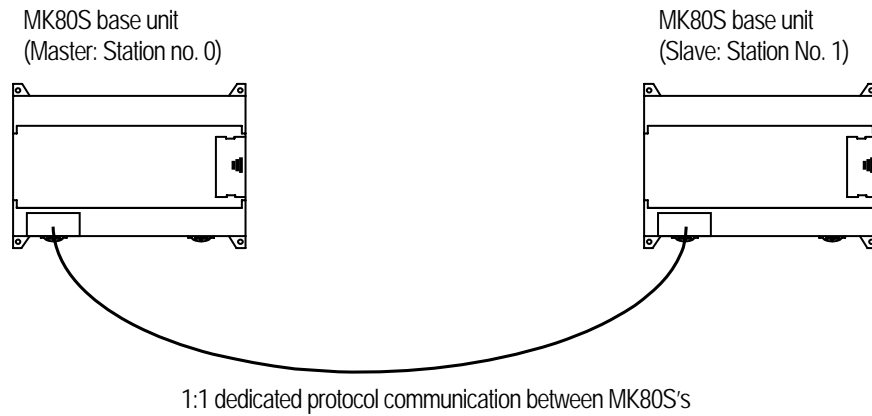 MK80S base unit
(Master: Station no. 0)
MK80S base unit
(Slave: Station No. 1)
1:1 dedicated protocol communication between MK80S's